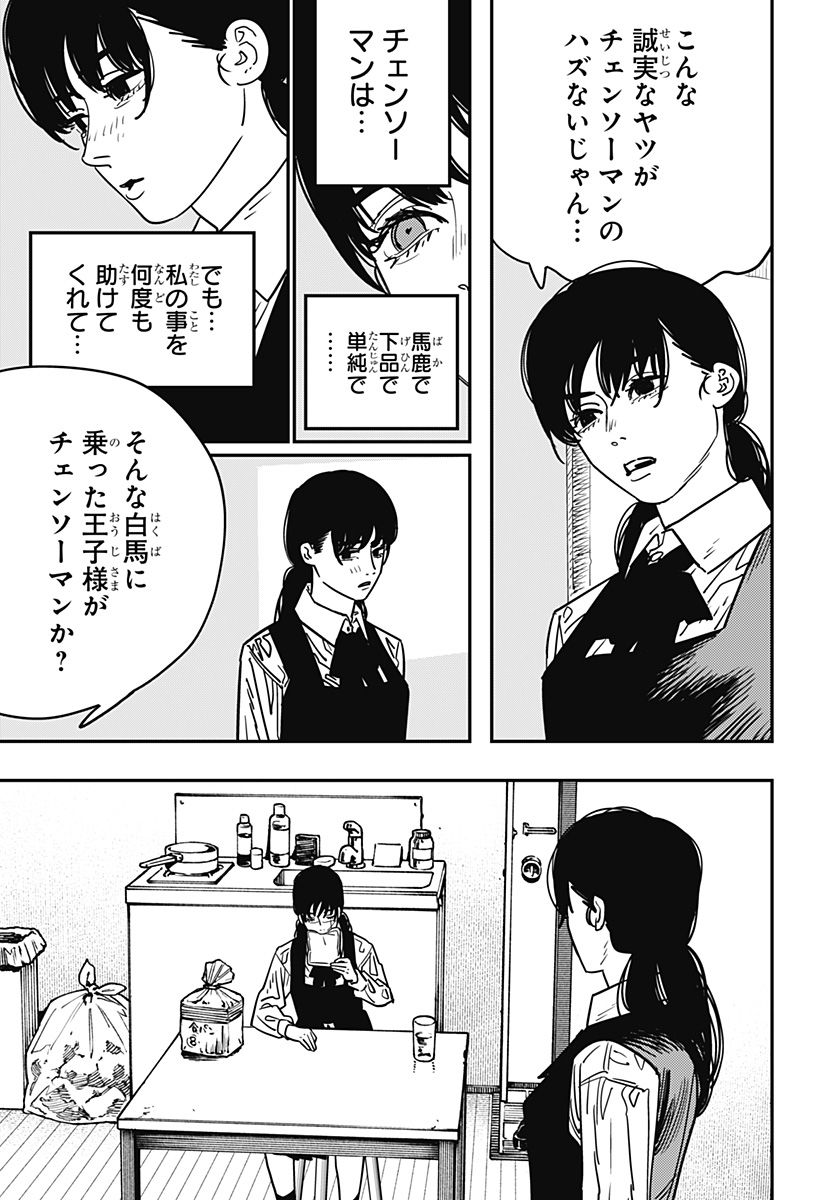 こんな
誠実なヤツが
チェンソーマンの
ハズないじゃん…
チェンソー
マンは…
馬鹿で
下品で
単純で
……
でも…
私の事を
何度も
助けて
くれて…
そんな白馬に
乗った王子様が
チェンソーマンか?
食パン
8